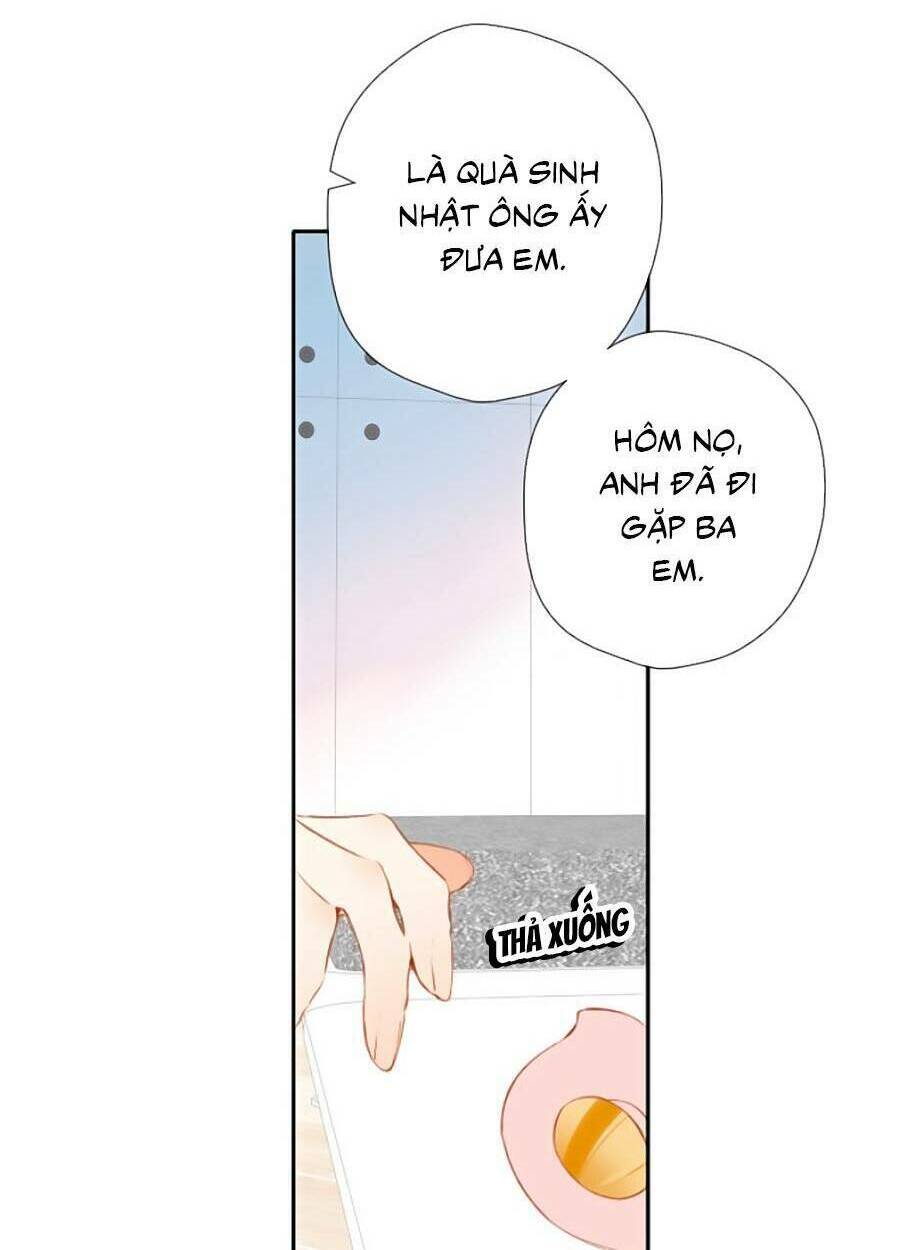 LÀ QUÀ SINH
NHẬT ÔNG ẤY
ĐƯA EM.
HÔM NỌ,
ANH ĐÃ ĐI
GẶP BA
EM.
THẢ XUỐNG